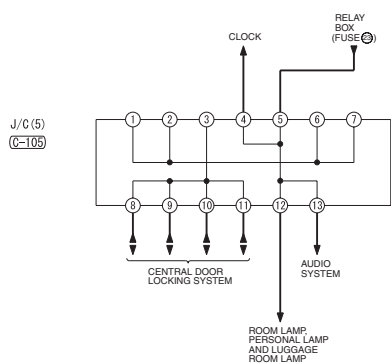 RELAY
BOX
(FUSE 23)
CLOCK
J/C(5)
C-105
1 2 3 4 5 6 7
8 9 10 11 12 13
CENTRAL DOOR
LOCKING SYSTEM
AUDIO
SYSTEM
ROOM LAMP,
PERSONAL LAMP
AND LUGGAGE
ROOM LAMP